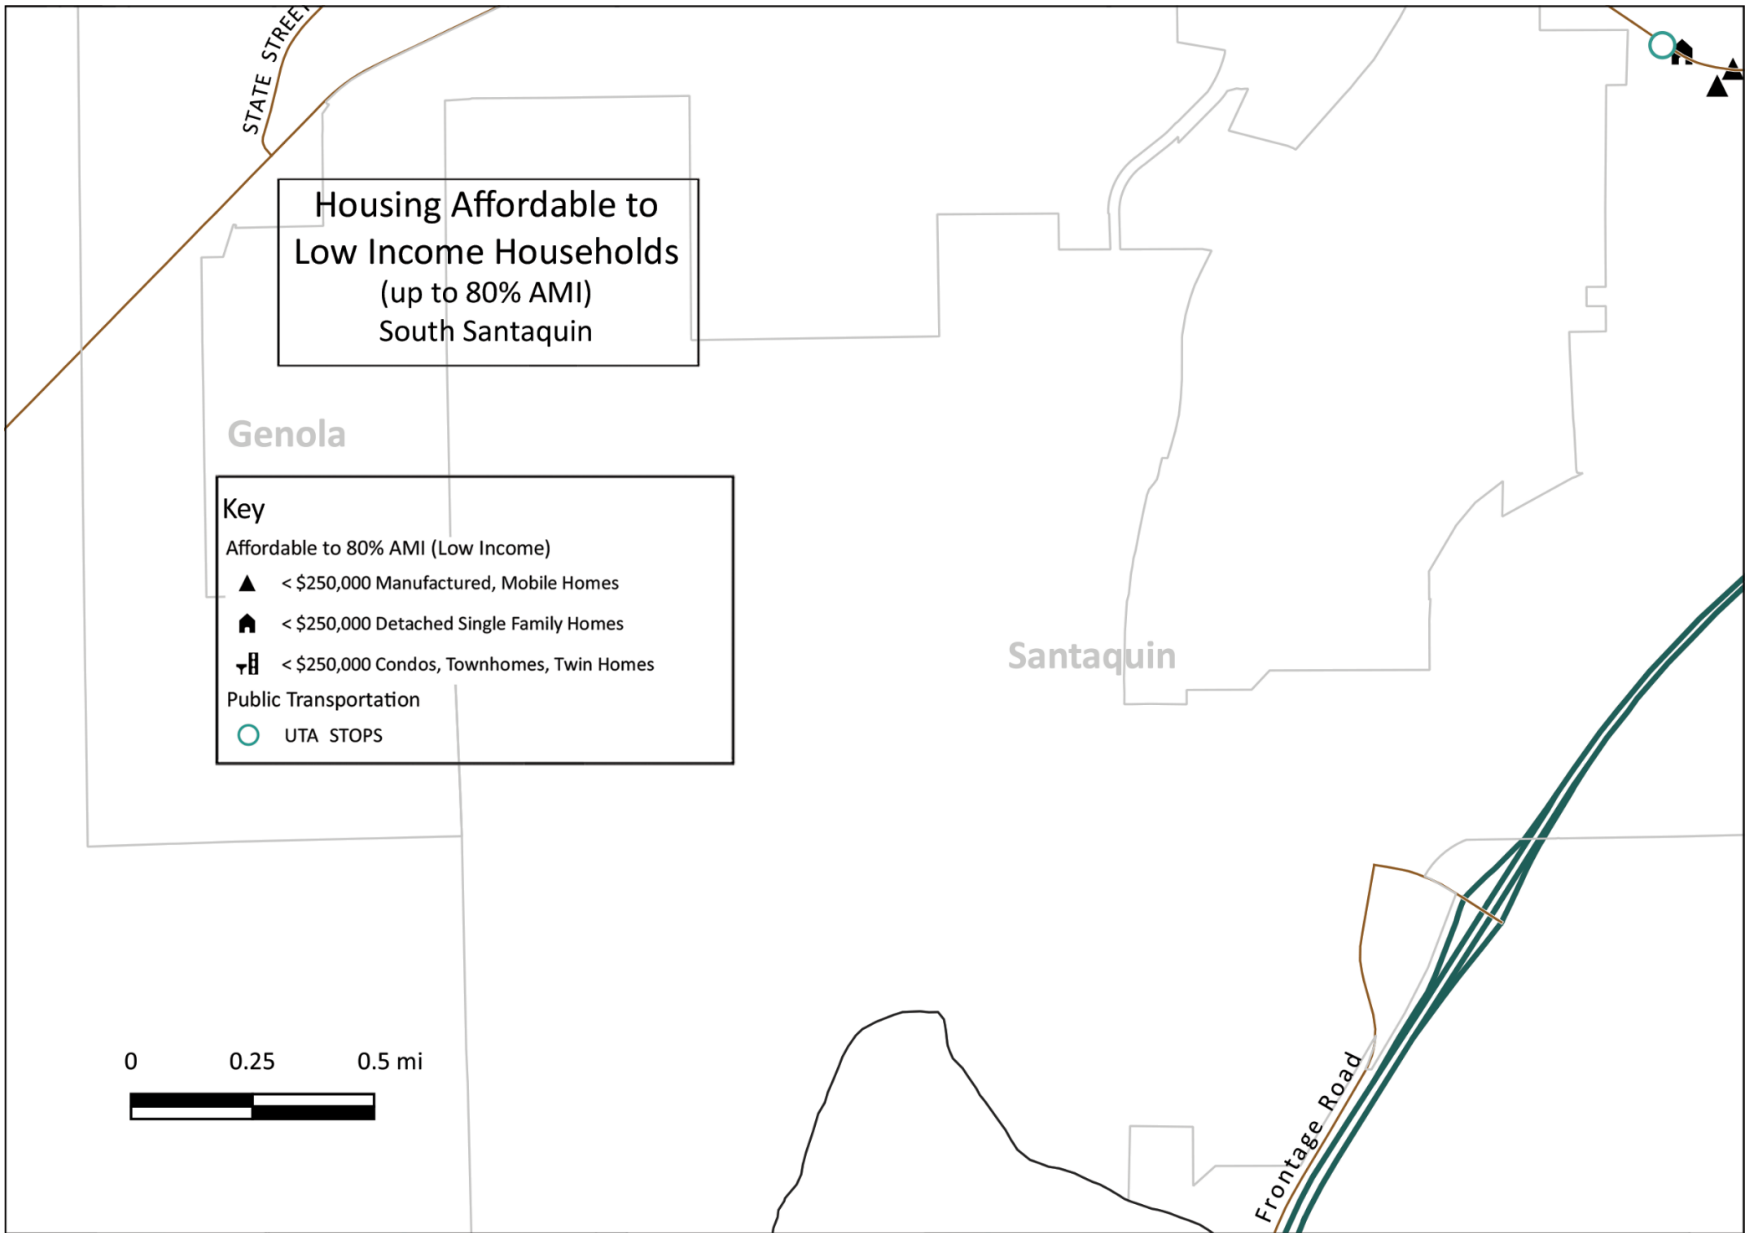 STATE STREET
Housing Affordable to
Low Income Households
(up to 80% AMI)
South Santaquin
Genola
Key
Affordable to 80% AMI (Low Income)
< $250,000 Manufactured, Mobile Homes
< $250,000 Detached Single Family Homes
< $250,000 Condos, Townhomes, Twin Homes
Public Transportation
UTA STOPS
Santaquin
0 0.25 0.5 mi
Frontage Road